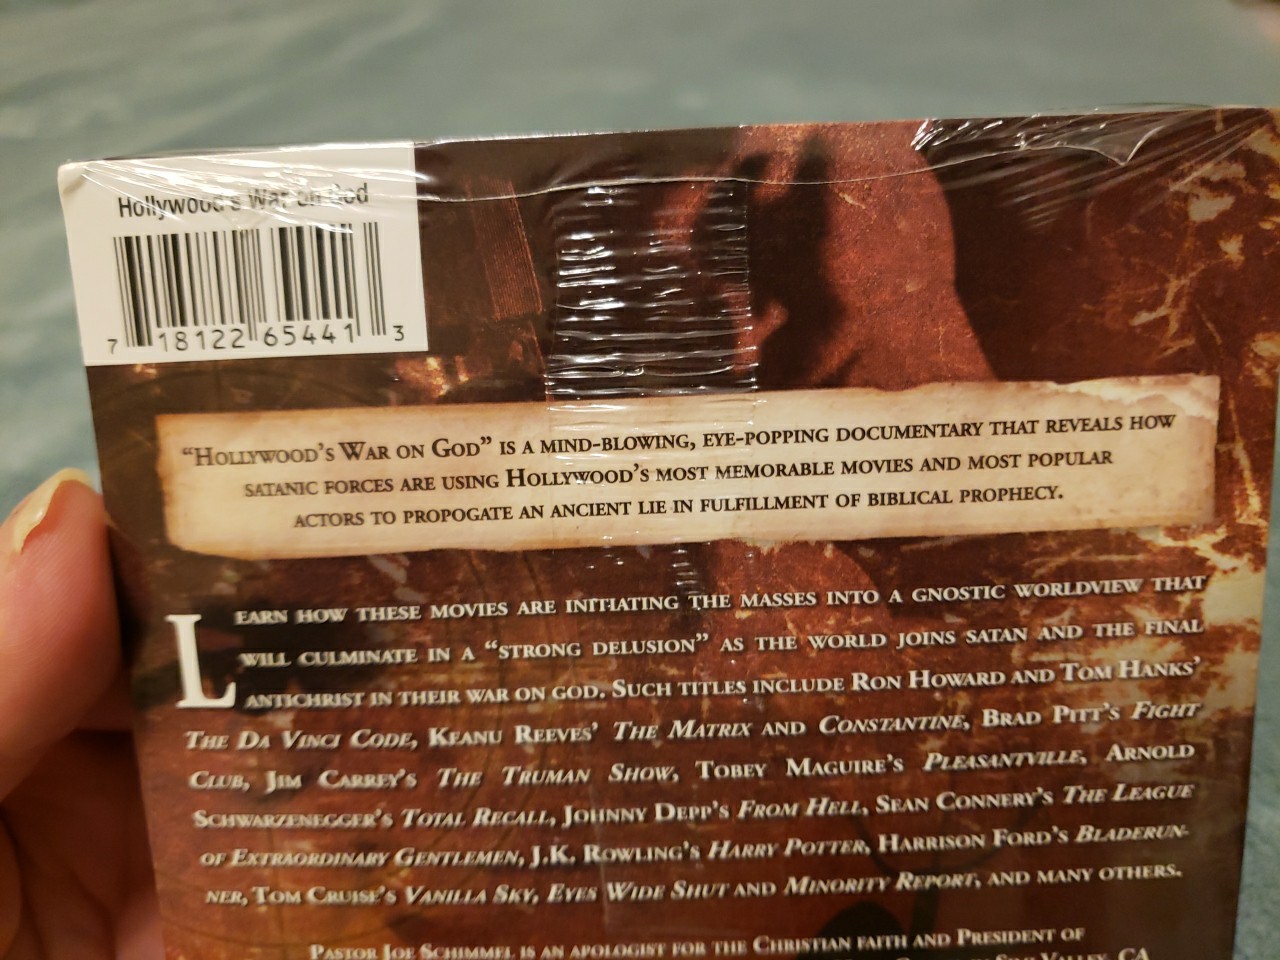 Hollywood's War on God
7 18122 65441 3
"HOLLYWOOD'S WAR ON GOD" IS A MIND-BLOWING, EYE-POPPING DOCUMENTARY THAT REVEALS HOW
SATANIC FORCES ARE USING HOLLYWOOD'S MOST MEMORABLE MOVIES AND MOST POPULAR
ACTORS TO PROPOGATE AN ANCIENT LIE IN FULFILLMENT OF BIBLICAL PROPHECY.
LEARN HOW THESE MOVIES ARE INITIATING THE MASSES INTO A GNOSTIC WORLDVIEW THAT
WILL CULMINATE IN A "STRONG DELUSION" AS THE WORLD JOINS SATAN AND THE FINAL
ANTICHRIST IN THEIR WAR ON GOD. SUCH TITLES INCLUDE RON HOWARD AND TOM HANKS'
THE DA VINCI CODE, KEANU REEVES' THE MATRIX AND CONSTANTINE, BRAD PITT'S FIGHT
CLUB, JIM CARREY'S THE TRUMAN SHOW, TOBEY MAGUIRE'S PLEASANTVILLE, ARNOLD
SCHWARZENEGGER'S TOTAL RECALL, JOHNNY DEPP'S FROM HELL, SEAN CONNERY'S THE LEAGUE
OF EXTRAORDINARY GENTLEMEN, J.K. ROWLING'S HARRY POTTER, HARRISON FORD'S BLADERUN-
NER, TOM CRUISE'S VANILLA SKY, EYES WIDE SHUT AND MINORITY REPORT, AND MANY OTHERS.
PASTOR JOE SCHIMMEL IS AN APOLOGIST FOR THE CHRISTIAN FAITH AND PRESIDENT OF
SIMI VALLEY, CA